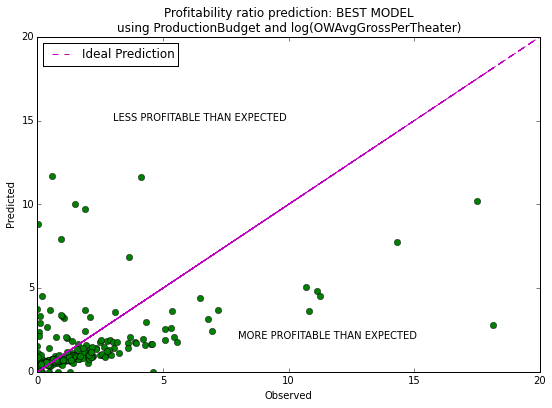 Profitability ratio prediction: BEST MODEL
using ProductionBudget and log(OWAvgGrossPerTheater)
20
15
10
5
0
Predicted
Ideal Prediction
LESS PROFITABLE THAN EXPECTED
MORE PROFITABLE THAN EXPECTED
0 5 10 15 20
Observed